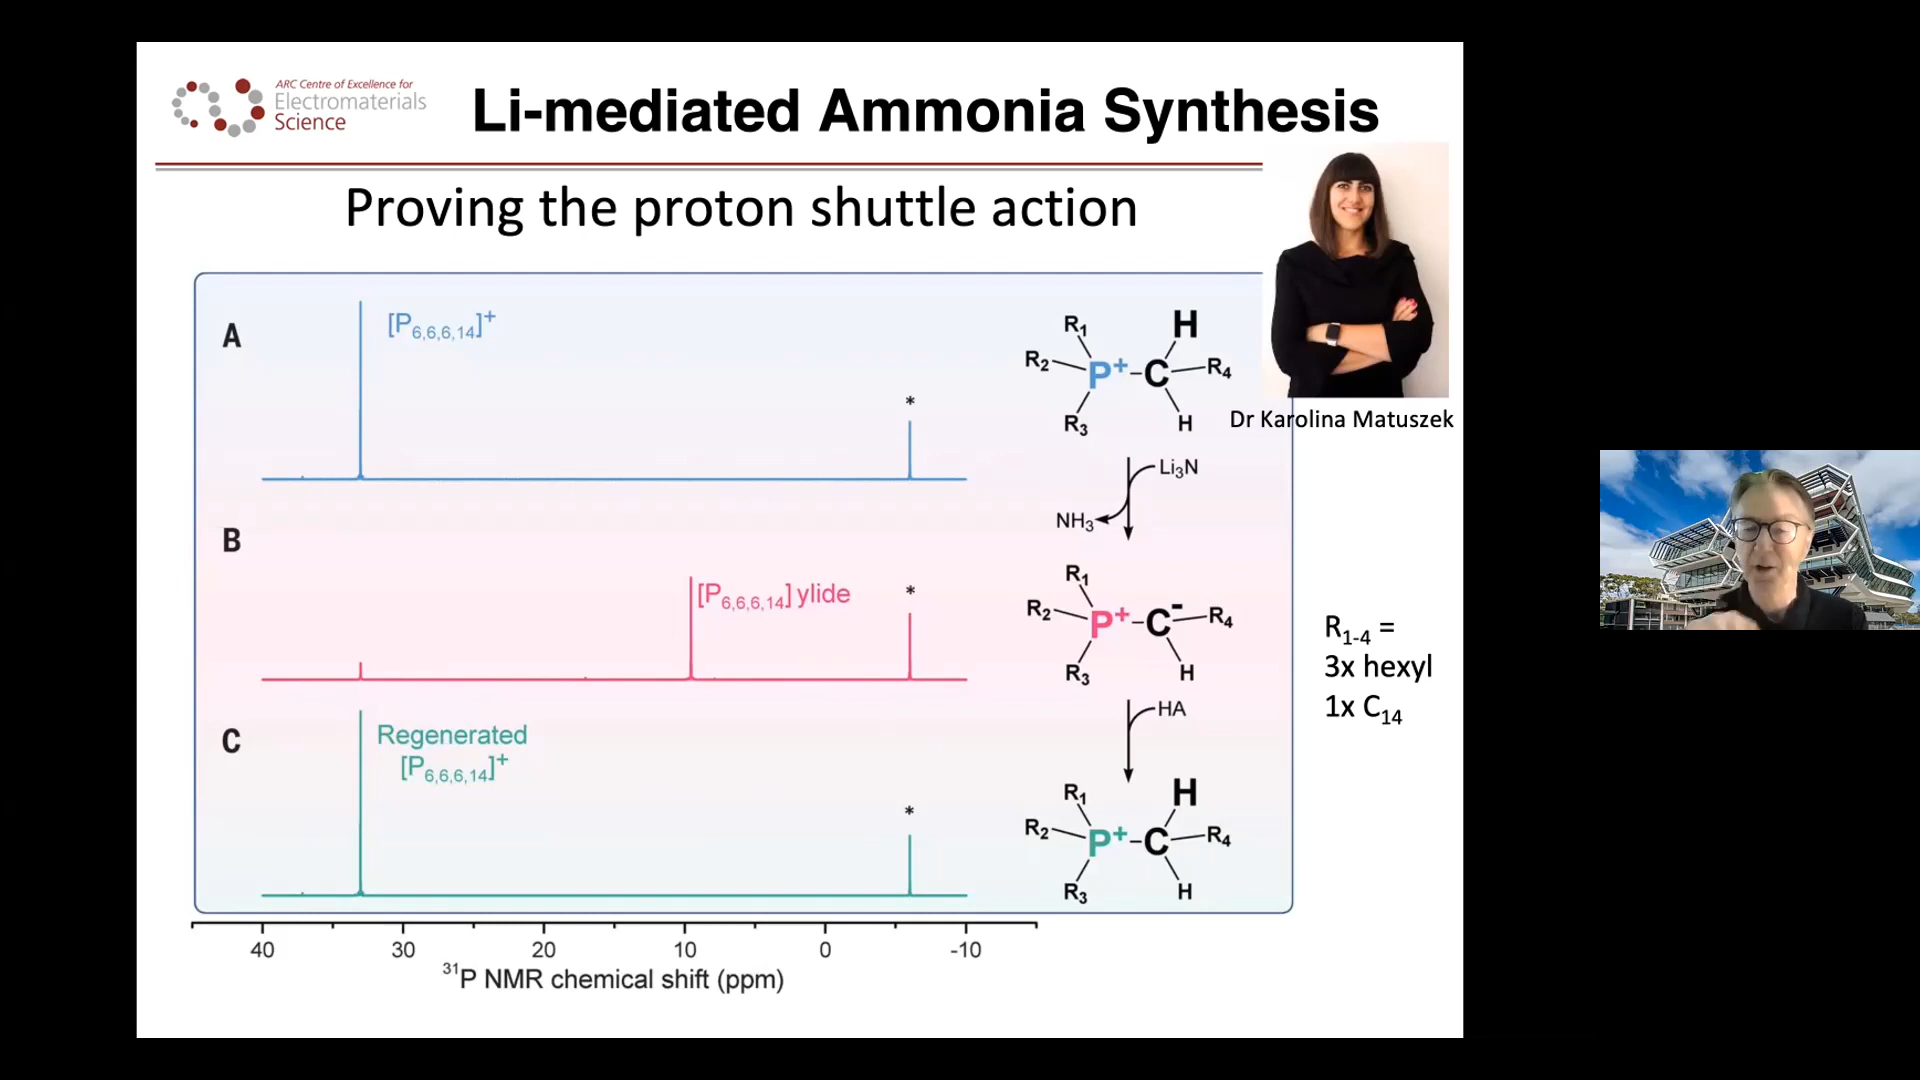 ARC Centre of Excellence for
Electromaterials
Science
Li-mediated Ammonia Synthesis
Proving the proton shuttle action
Dr Karolina Matuszek
A
[P6,6,6,14]+
*
R1
H
R2
P+
C
R4
R3
H
Li3N
NH3
B
[P6,6,6,14] ylide
*
R1
R2
P+
C-
R4
R3
H
HA
C
Regenerated
[P6,6,6,14]+
*
R1
H
R2
P+
C
R4
R3
H
R1-4 =
3x hexyl
1x C14
40 30 20 10 0 -10
31P NMR chemical shift (ppm)